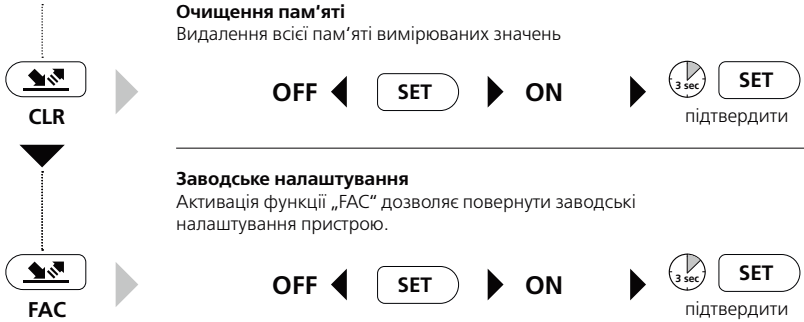 Очищення пам‘яті
Видалення всієї пам‘яті вимірюваних значень
OFF SET ON 3 sec SET
CLR
підтвердити
Заводське налаштування
Активація функції „FAC“ дозволяє повернути заводські
налаштування пристрою.
OFF SET ON 3 sec SET
FAC
підтвердити